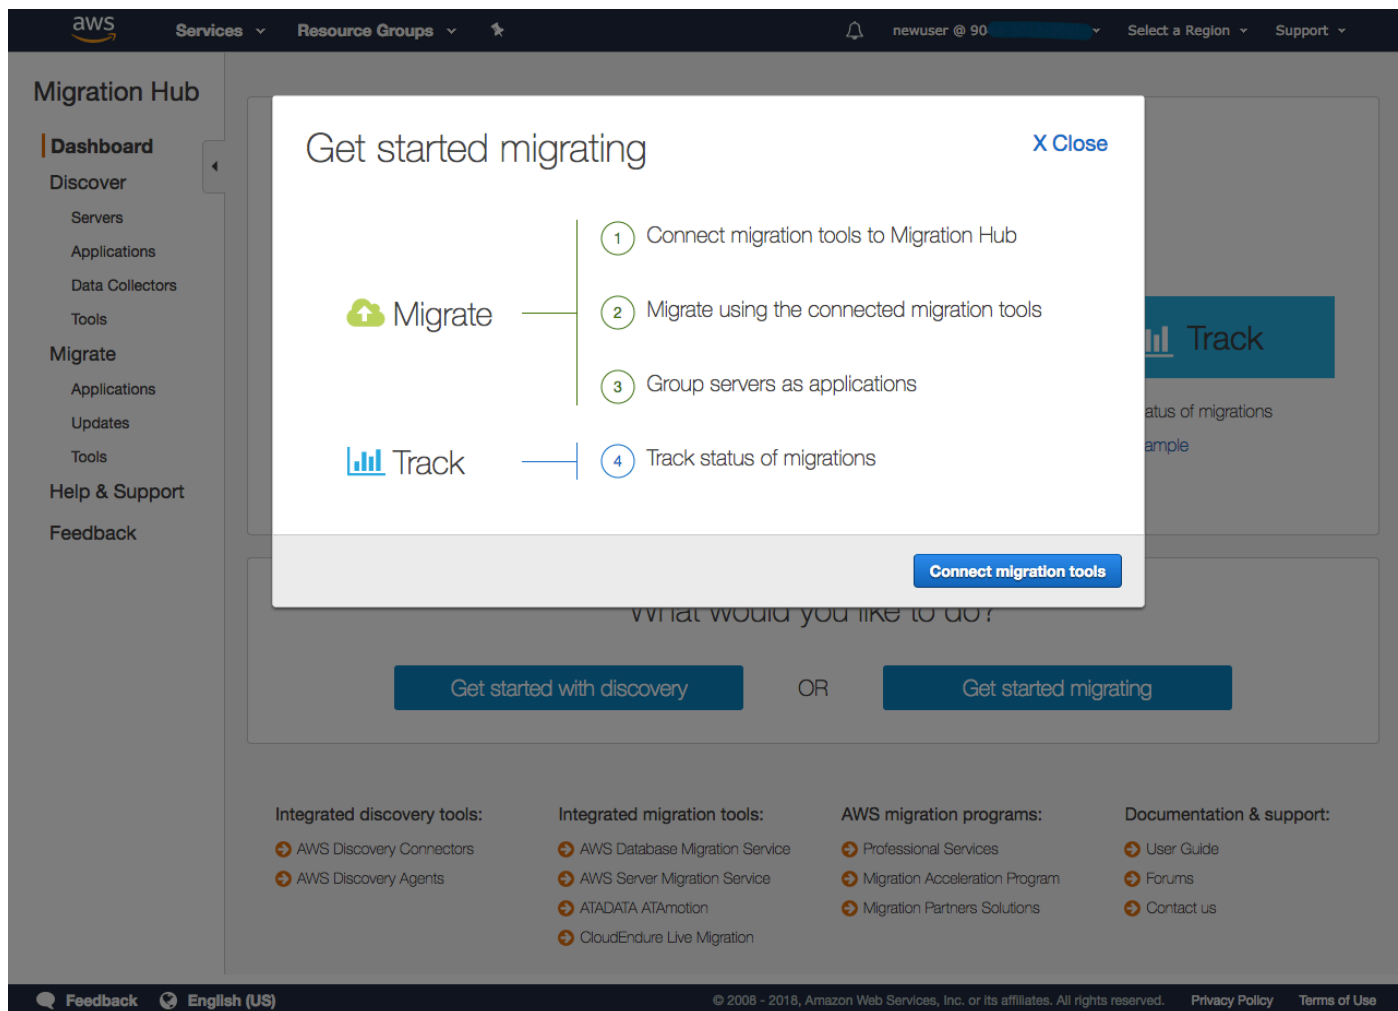 aws Services Resource Groups newuser @ 90 Select a Region Support
Migration Hub
Dashboard
Discover
Servers
Applications
Data Collectors
Tools
Migrate
Applications
Updates
Tools
Help & Support
Feedback
Get started migrating
X Close
Migrate
1 Connect migration tools to Migration Hub
2 Migrate using the connected migration tools
3 Group servers as applications
Track
4 Track status of migrations
Connect migration tools
Track
atus of migrations
ample
What would you like to do?
Get started with discovery OR Get started migrating
Integrated discovery tools:
AWS Discovery Connectors
AWS Discovery Agents
Integrated migration tools:
AWS Database Migration Service
AWS Server Migration Service
ATADATA ATAmotion
CloudEndure Live Migration
AWS migration programs:
Professional Services
Migration Acceleration Program
Migration Partners Solutions
Documentation & support:
User Guide
Forums
Contact us
Feedback English (US) © 2008 - 2018, Amazon Web Services, Inc. or its affiliates. All rights reserved. Privacy Policy Terms of Use